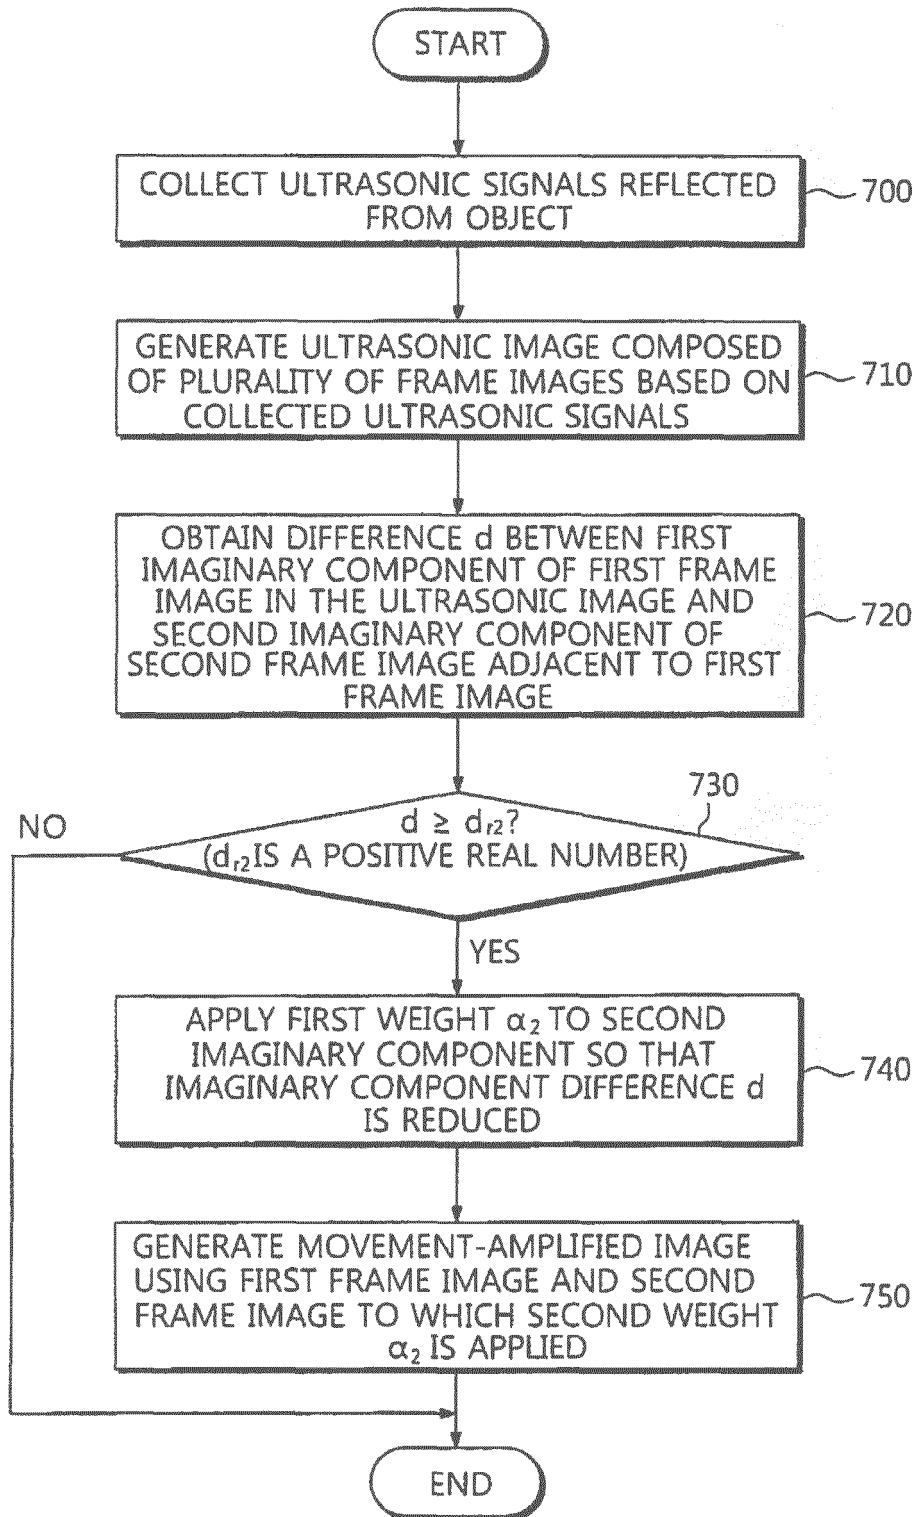 START
COLLECT ULTRASONIC SIGNALS REFLECTED
FROM OBJECT
700
GENERATE ULTRASONIC IMAGE COMPOSED
OF PLURALITY OF FRAME IMAGES BASED ON
COLLECTED ULTRASONIC SIGNALS
710
OBTAIN DIFFERENCE d BETWEEN FIRST
IMAGINARY COMPONENT OF FIRST FRAME
IMAGE IN THE ULTRASONIC IMAGE AND
SECOND IMAGINARY COMPONENT OF
SECOND FRAME IMAGE ADJACENT TO FIRST
FRAME IMAGE
720
730
d ≥ dr2?
(dr2 IS A POSITIVE REAL NUMBER)
NO
YES
APPLY FIRST WEIGHT α2 TO SECOND
IMAGINARY COMPONENT SO THAT
IMAGINARY COMPONENT DIFFERENCE d
IS REDUCED
740
GENERATE MOVEMENT-AMPLIFIED IMAGE
USING FIRST FRAME IMAGE AND SECOND
FRAME IMAGE TO WHICH SECOND WEIGHT
α2 IS APPLIED
750
END